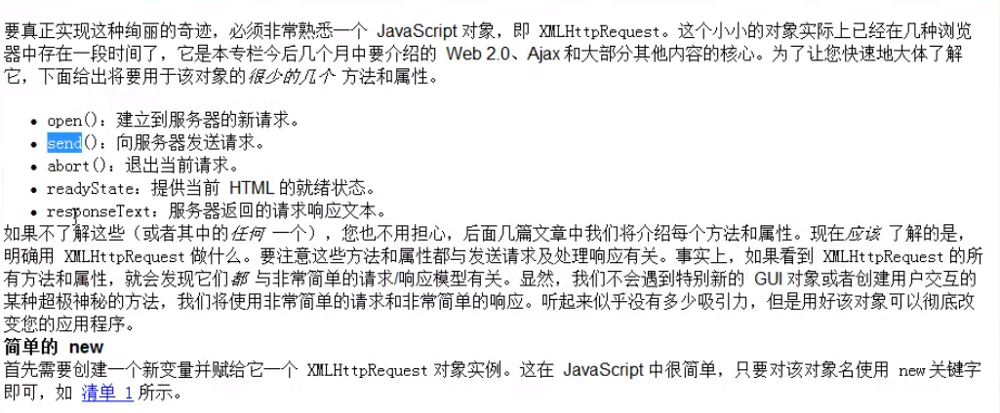 要真正实现这种绚丽的奇迹，必须非常熟悉一个 JavaScript 对象，即 XMLHttpRequest。这个小小的对象实际上已经在几种浏览
器中存在一段时间了，它是本专栏今后几个月中要介绍的 Web 2.0、Ajax 和大部分其他内容的核心。为了让您快速地大体了解
它，下面给出将要用于该对象的很少的几个 方法和属性。
• open()：建立到服务器的新请求。
• send()：向服务器发送请求。
• abort()：退出当前请求。
• readyState：提供当前 HTML 的就绪状态。
• responseText：服务器返回的请求响应文本。
如果不了解这些（或者其中的任何 一个），您也不用担心，后面几篇文章中我们将介绍每个方法和属性。现在应该 了解的是，
明确用 XMLHttpRequest 做什么。要注意这些方法和属性都与发送请求及处理响应有关。事实上，如果看到 XMLHttpRequest 的所
有方法和属性，就会发现它们都 与非常简单的请求/响应模型有关。显然，我们不会遇到特别新的 GUI 对象或者创建用户交互的
某种超极神秘的方法，我们将使用非常简单的请求和非常简单的响应。听起来似乎没有多少吸引力，但是用好该对象可以彻底改
变您的应用程序。
简单的 new
首先需要创建一个新变量并赋给它一个 XMLHttpRequest 对象实例。这在 JavaScript 中很简单，只要对该对象名使用 new 关键字
即可，如 清单 1 所示。